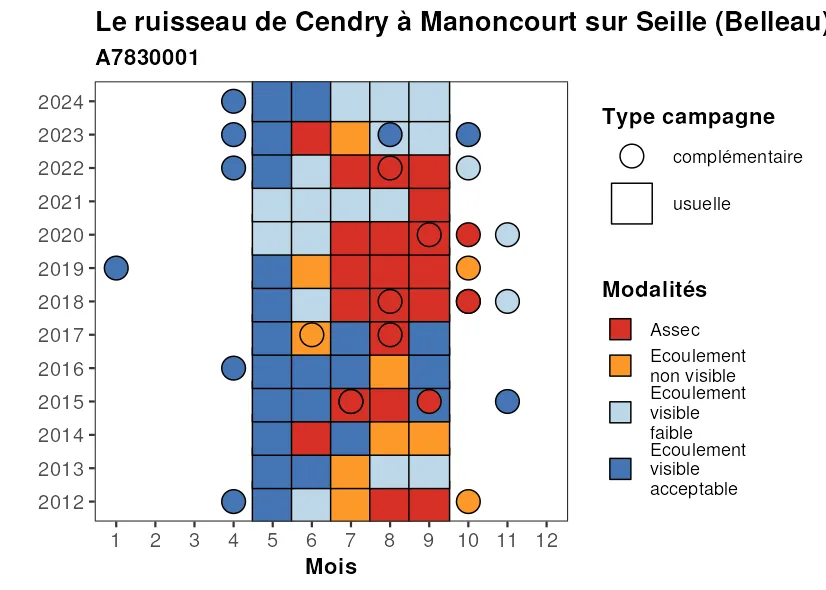 Le ruisseau de Cendry à Manoncourt sur Seille (Belleau)
A7830001
2024
2023
2022
2021
2020
2019
2018
2017
2016
2015
2014
2013
2012
1 2 3 4 5 6 7 8 9 10 11 12
Mois
Type campagne
complémentaire
usuelle
Modalités
Assec
Ecoulement
non visible
Ecoulement
visible
faible
Ecoulement
visible
acceptable